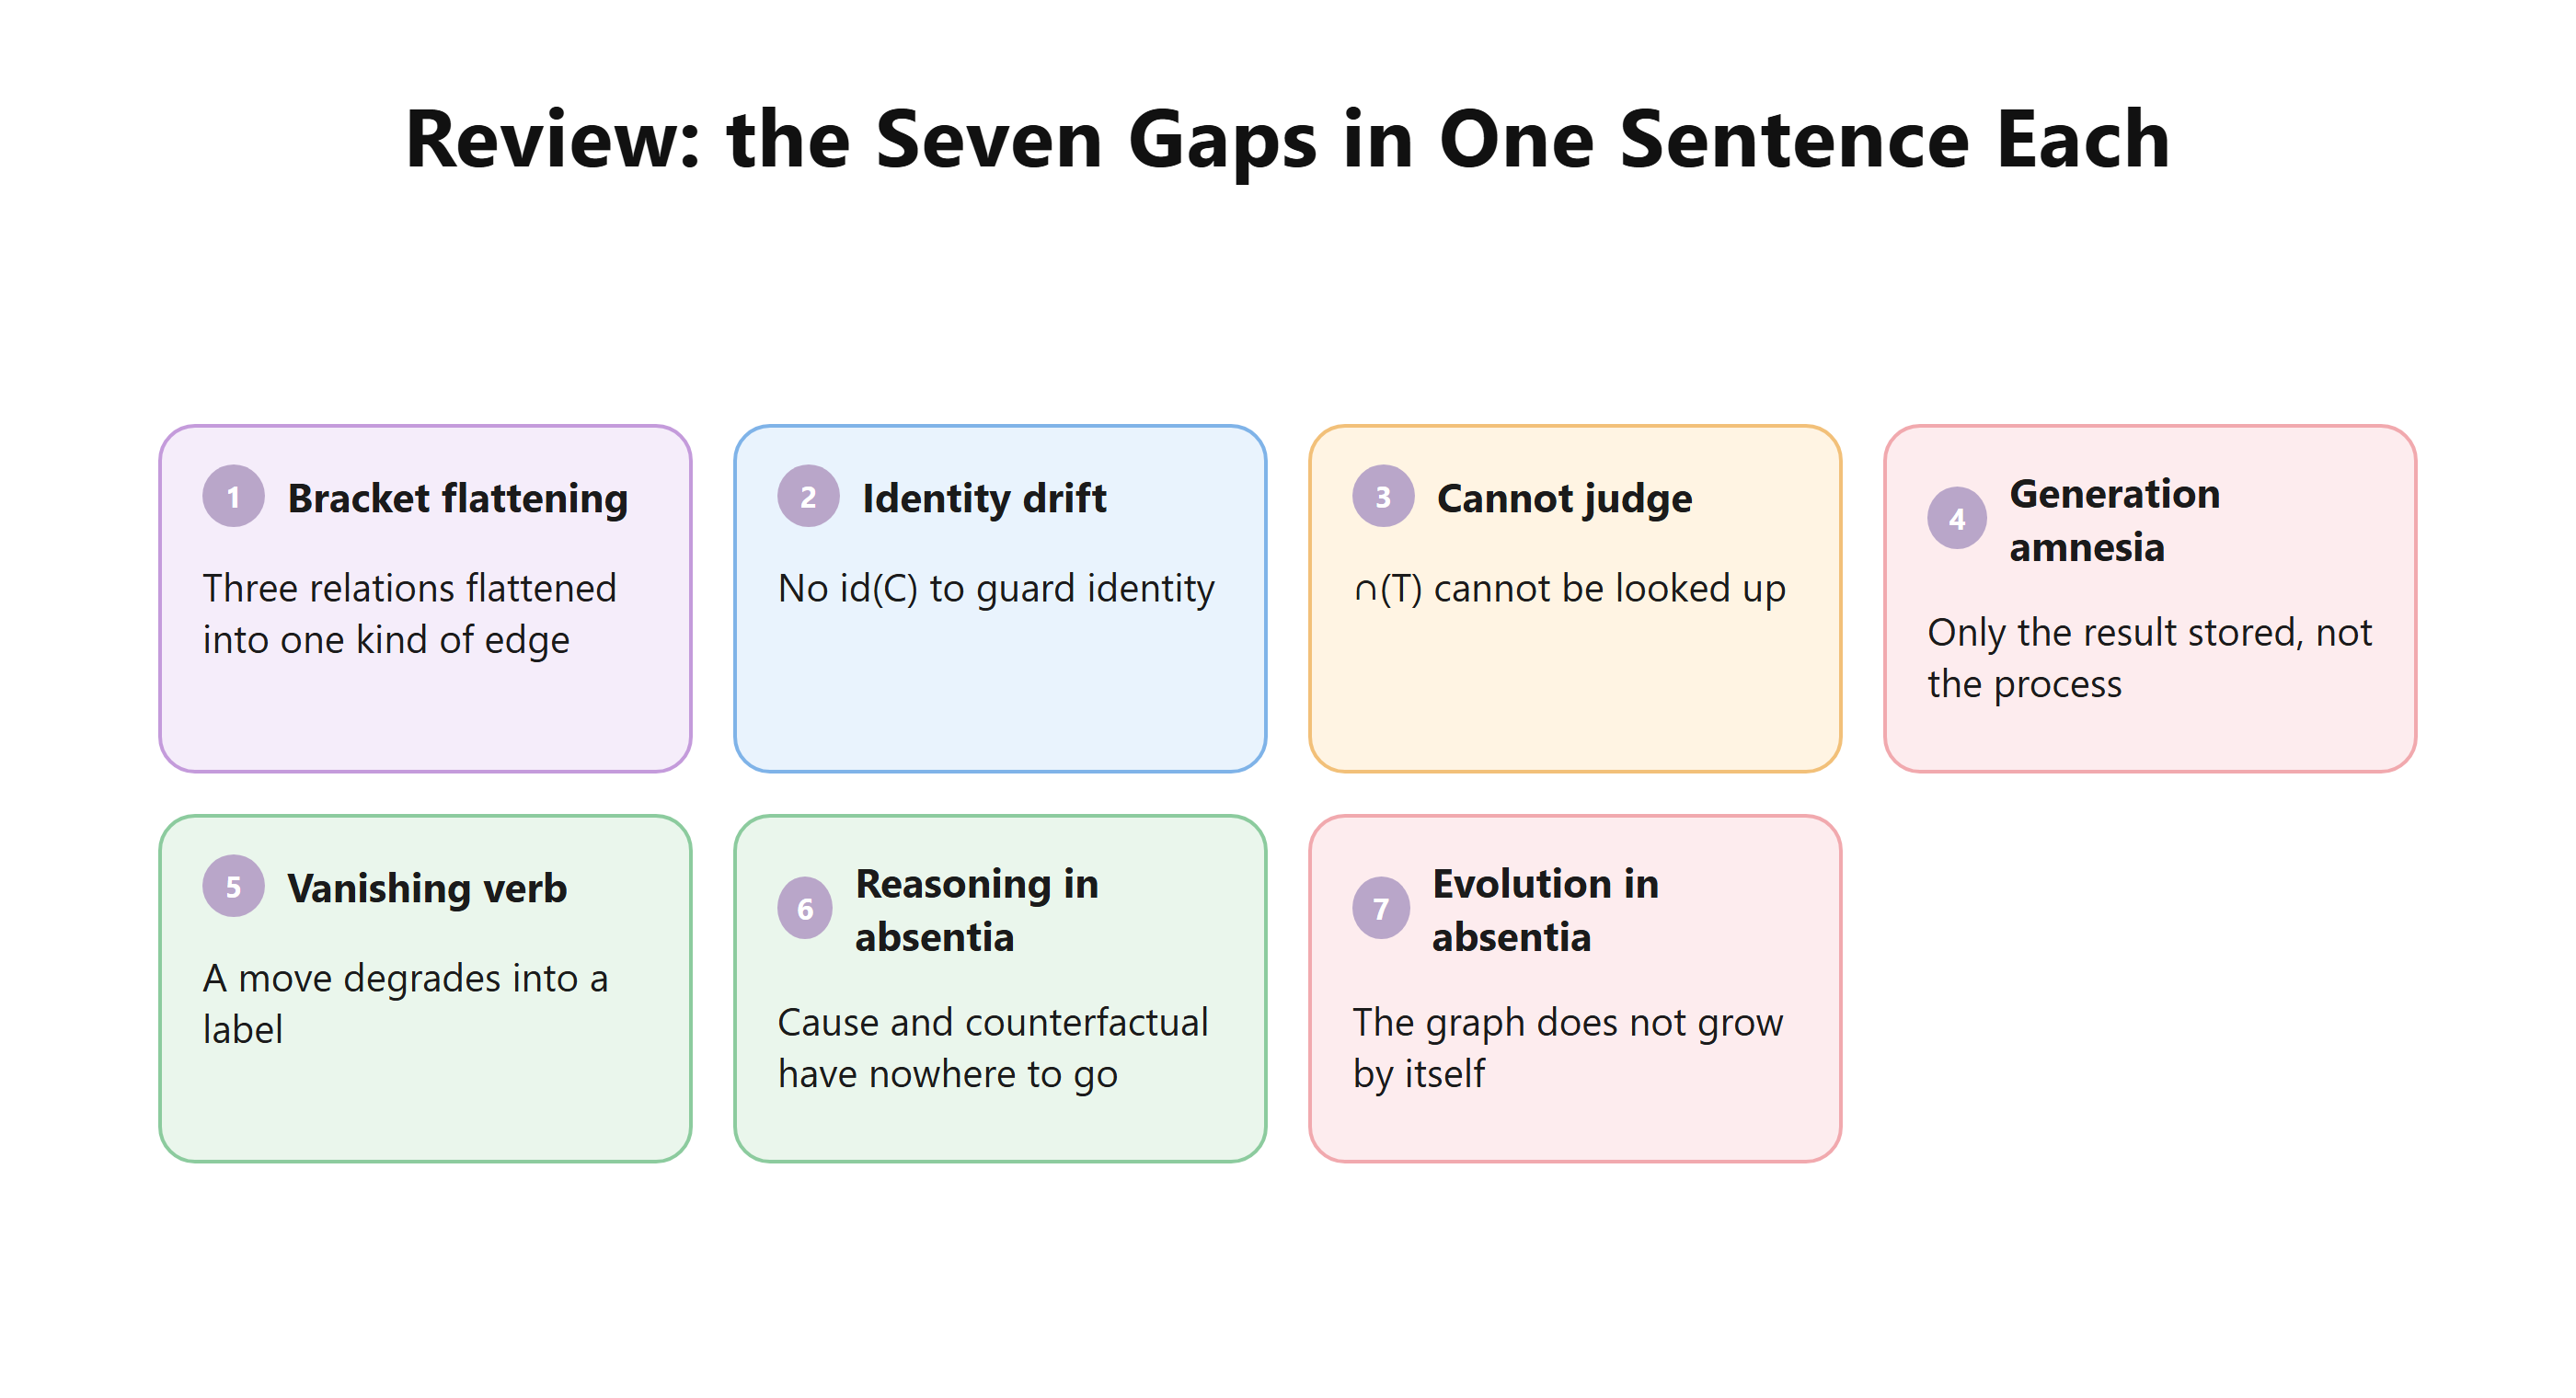 Review: the Seven Gaps in One Sentence Each
1
Bracket flattening
Three relations flattened
into one kind of edge
2
Identity drift
No id(C) to guard identity
3
Cannot judge
∩(T) cannot be looked up
4
Generation
amnesia
Only the result stored, not
the process
5
Vanishing verb
A move degrades into a
label
6
Reasoning in
absentia
Cause and counterfactual
have nowhere to go
7
Evolution in
absentia
The graph does not grow
by itself